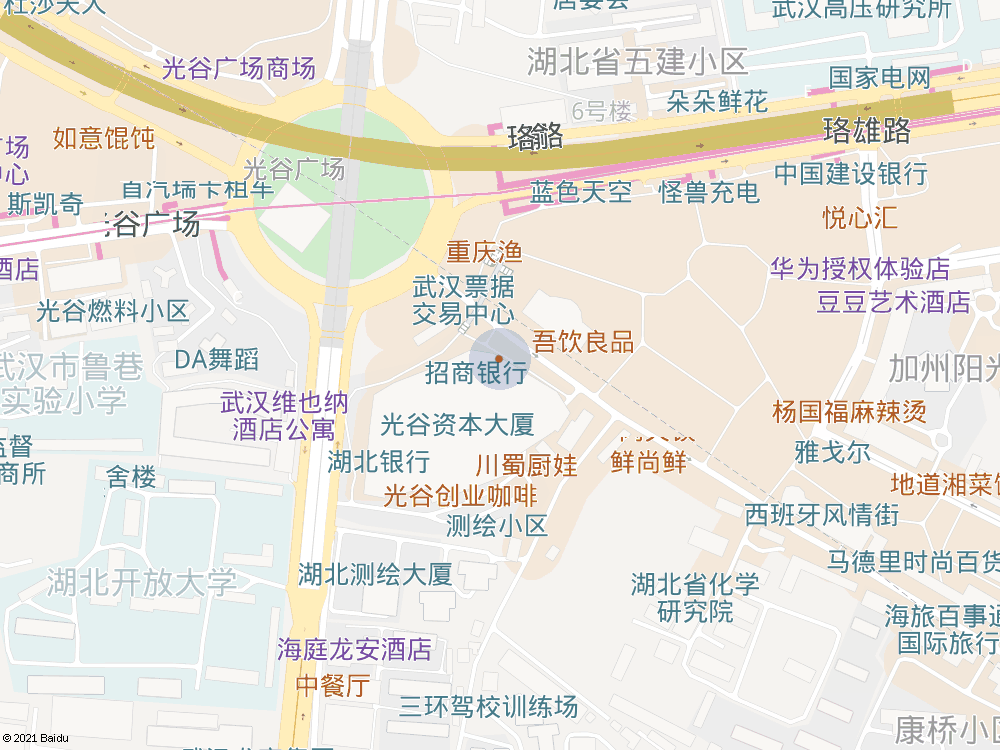 杜莎夫人
居委会
武汉高压研究所
光谷广场商场
湖北省五建小区
国家电网
朵朵鲜花
6号楼
如意馄饨
珞雄路
光谷广场
中国建设银行
蓝色天空
怪兽充电
斯凯奇
谷广场
悦心汇
重庆渔
华为授权体验店
酒店
武汉票据
交易中心
豆豆艺术酒店
光谷燃料小区
吾饮良品
DA舞蹈
招商银行
武汉市鲁巷
实验小学
加州阳光
武汉维也纳
酒店公寓
杨国福麻辣烫
光谷资本大厦
监督
商所
雅戈尔
湖北银行
川蜀厨娃
鲜尚鲜
舍楼
地道湘菜馆
光谷创业咖啡
测绘小区
西班牙风情街
马德里时尚百货
湖北开放大学
湖北测绘大厦
湖北省化学
研究院
海旅百事通
国际旅行
海庭龙安酒店
中餐厅
三环驾校训练场
康桥小区
© 2021 Baidu